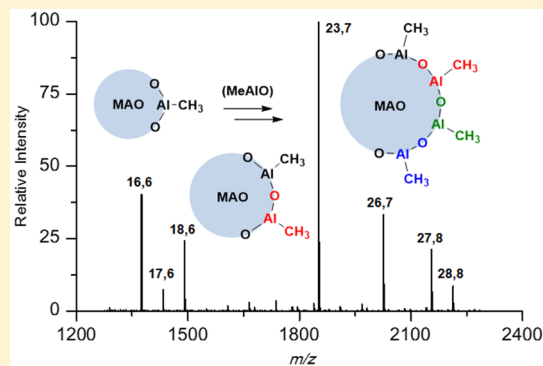 100
75
50
25
0
Relative Intensity
1200
1500
1800
2100
2400
m/z
16,6
17,6
18,6
23,7
26,7
27,8
28,8
MAO
O
Al
CH3
O
(MeAlO)
MAO
O
Al
CH3
O
Al
CH3
O
MAO
O
Al
CH3
O
Al
CH3
O
Al
CH3
O
Al
CH3
O